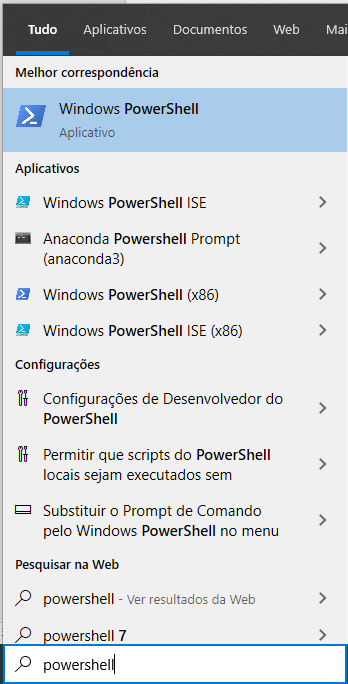 Tudo Aplicativos Documentos Web Mai
Melhor correspondência
Windows PowerShell
Aplicativo
Aplicativos
Windows PowerShell ISE
Anaconda Powershell Prompt
(anaconda3)
Windows PowerShell (x86)
Windows PowerShell ISE (x86)
Configurações
Configurações de Desenvolvedor do
PowerShell
Permitir que scripts do PowerShell
locais sejam executados sem
Substituir o Prompt de Comando
pelo Windows PowerShell no menu
Pesquisar na Web
powershell - Ver resultados da Web
powershell 7
powershell